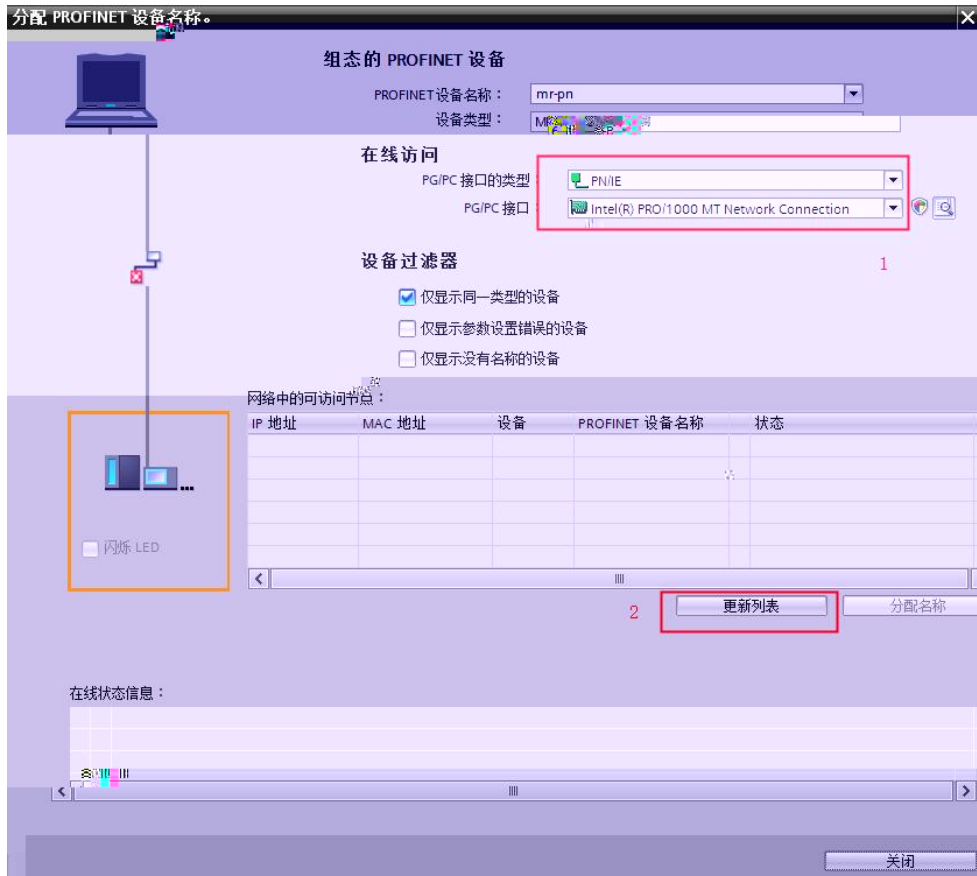 分配 PROFINET 设备名称。
组态的 PROFINET 设备
PROFINET设备名称： mr-pn
设备类型：
在线访问
PG/PC 接口的类型： PN/IE
PG/PC 接口： Intel(R) PRO/1000 MT Network Connection
1
设备过滤器
仅显示同一类型的设备
仅显示参数设置错误的设备
仅显示没有名称的设备
网络中的可访问节点：
IP 地址 MAC 地址 设备 PROFINET 设备名称 状态
闪烁 LED
2 更新列表 分配名称
在线状态信息：
关闭